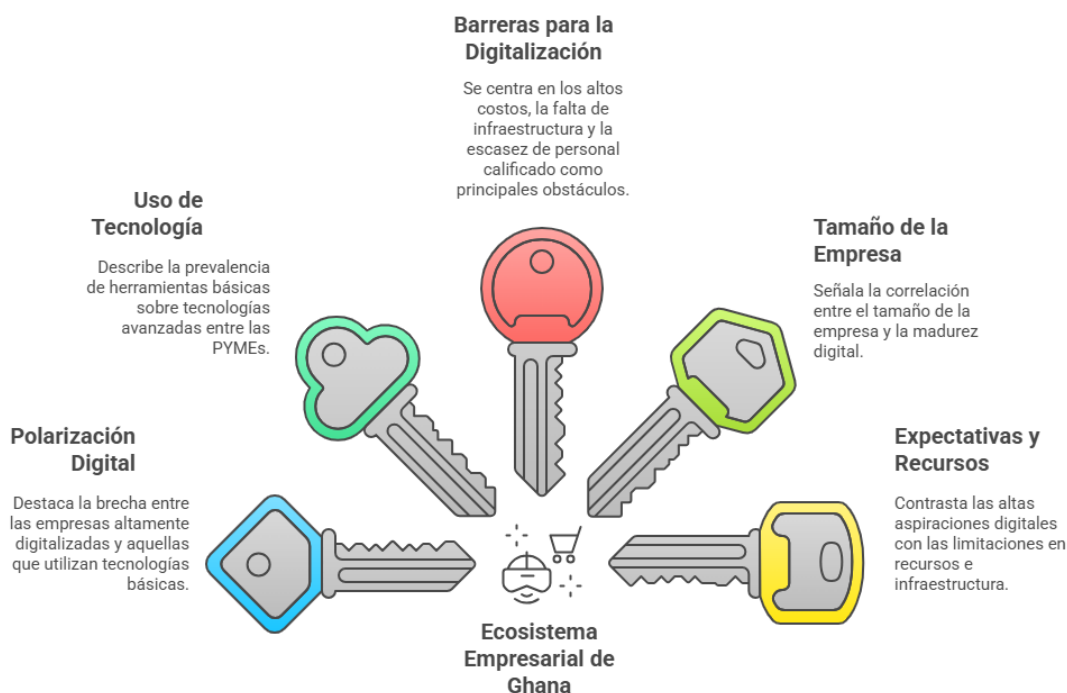 Barreras para la
Digitalización
Se centra en los altos
costos, la falta de
infraestructura y la
escasez de personal
calificado como
principales obstáculos.
Uso de
Tecnología
Describe la prevalencia
de herramientas básicas
sobre tecnologías
avanzadas entre las
PYMEs.
Tamaño de la
Empresa
Señala la correlación
entre el tamaño de la
empresa y la madurez
digital.
Polarización
Digital
Destaca la brecha entre
las empresas altamente
digitalizadas y aquellas
que utilizan tecnologías
básicas.
Expectativas y
Recursos
Contrasta las altas
aspiraciones digitales
con las limitaciones en
recursos e
infraestructura.
Ecosistema
Empresarial de
Ghana